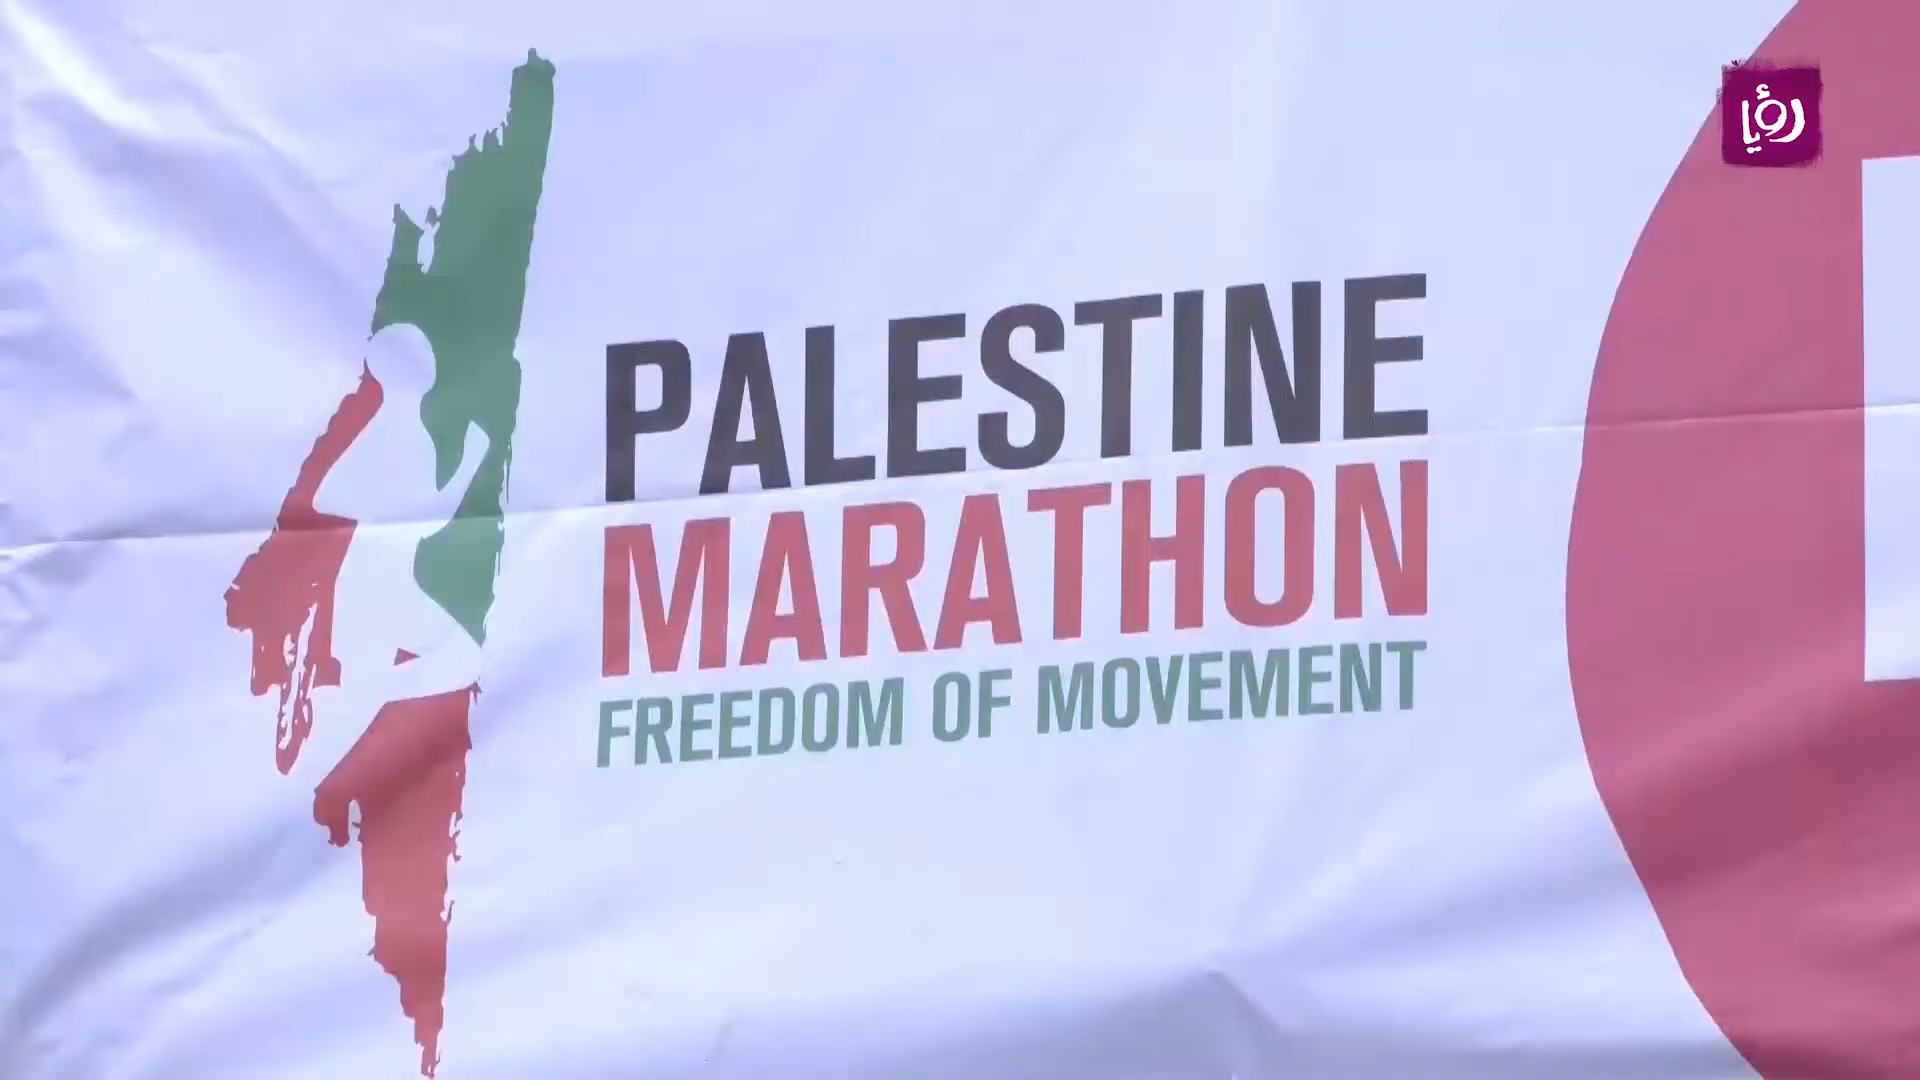 رؤيا
PALESTINE
MARATHON
FREEDOM OF MOVEMENT